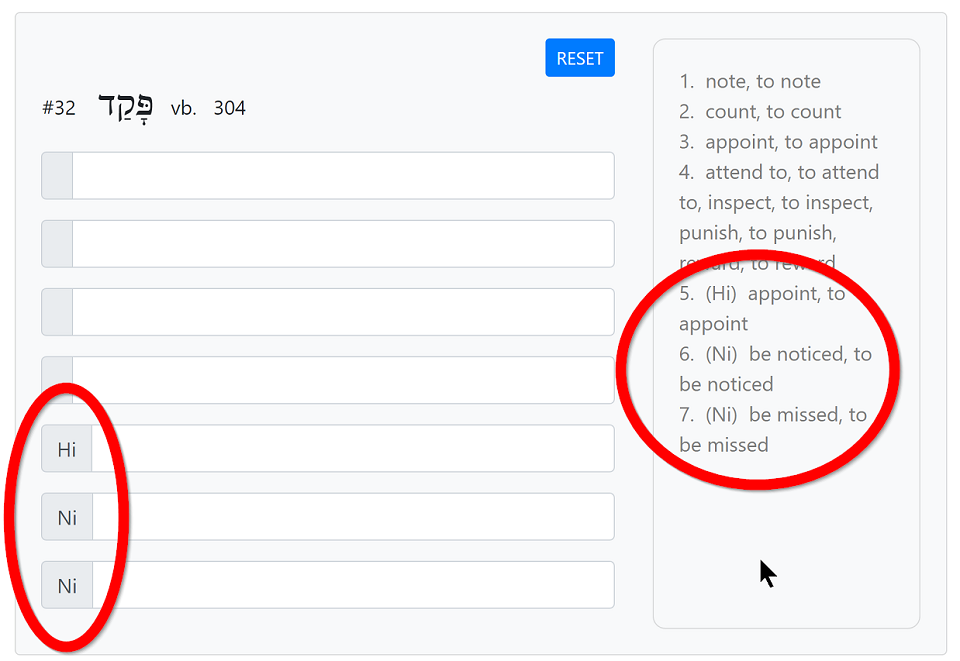 RESET
#32 פָּקַד vb. 304
1. note, to note
2. count, to count
3. appoint, to appoint
4. attend to, to attend
to, inspect, to inspect,
punish, to punish,
reward, to reward
5. (Hi) appoint, to
appoint
6. (Ni) be noticed, to
be noticed
7. (Ni) be missed, to
be missed
Hi
Ni
Ni